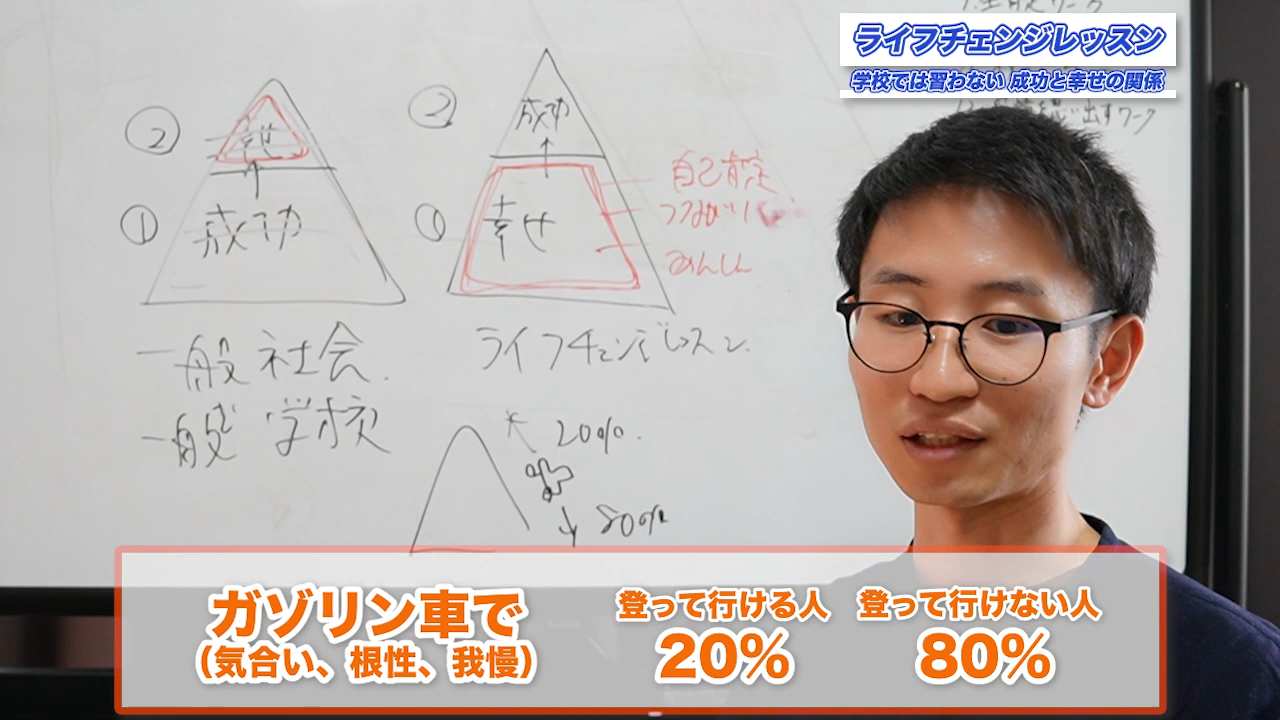 ライフチェンジレッスン
学校では習わない 成功と幸せの関係
② 幸せ
① 成功
一般社会.
一般学校
② 成功
① 幸せ
自己肯定
つながり
あんしん
ライフチェンジレッスン.
20%.
80%
ガゾリン車で
(気合い、根性、我慢)
登って行ける人
20%
登って行けない人
80%